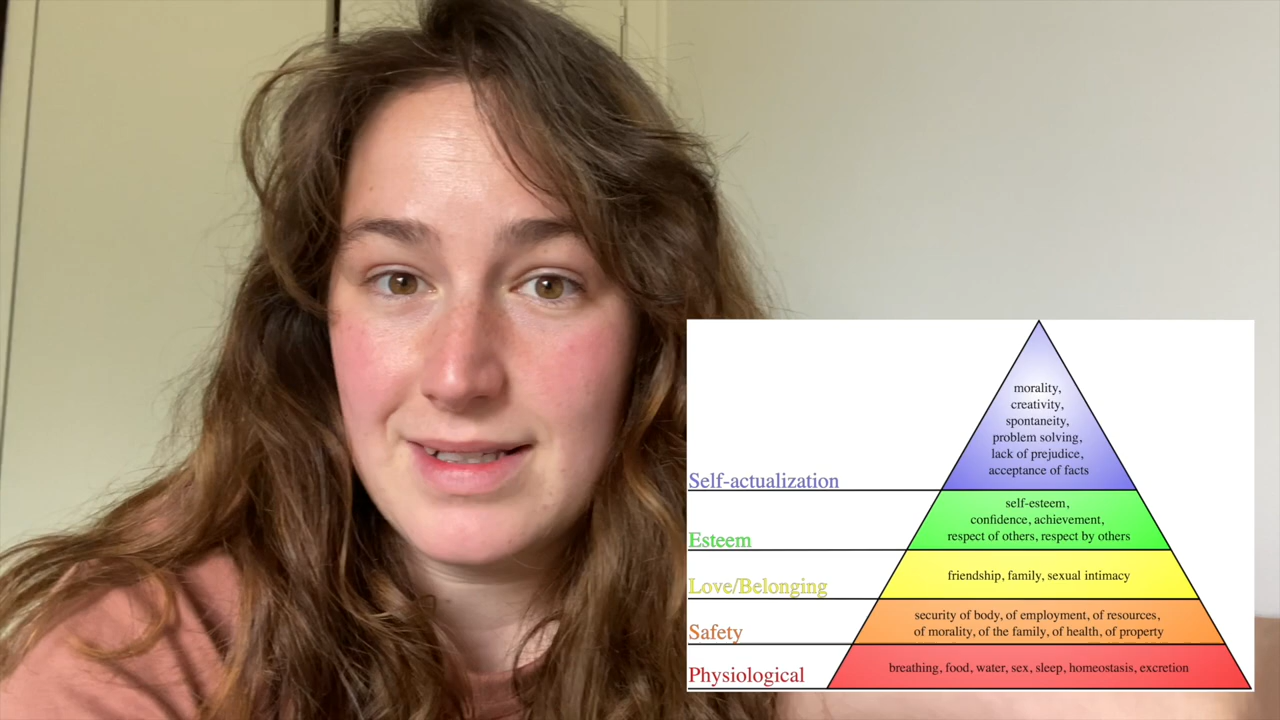 morality,
creativity,
spontaneity,
problem solving,
lack of prejudice,
acceptance of facts
Self-actualization
self-esteem,
confidence, achievement,
respect of others, respect by others
Esteem
friendship, family, sexual intimacy
Love/Belonging
security of body, of employment, of resources,
of morality, of the family, of health, of property
Safety
breathing, food, water, sex, sleep, homeostasis, excretion
Physiological